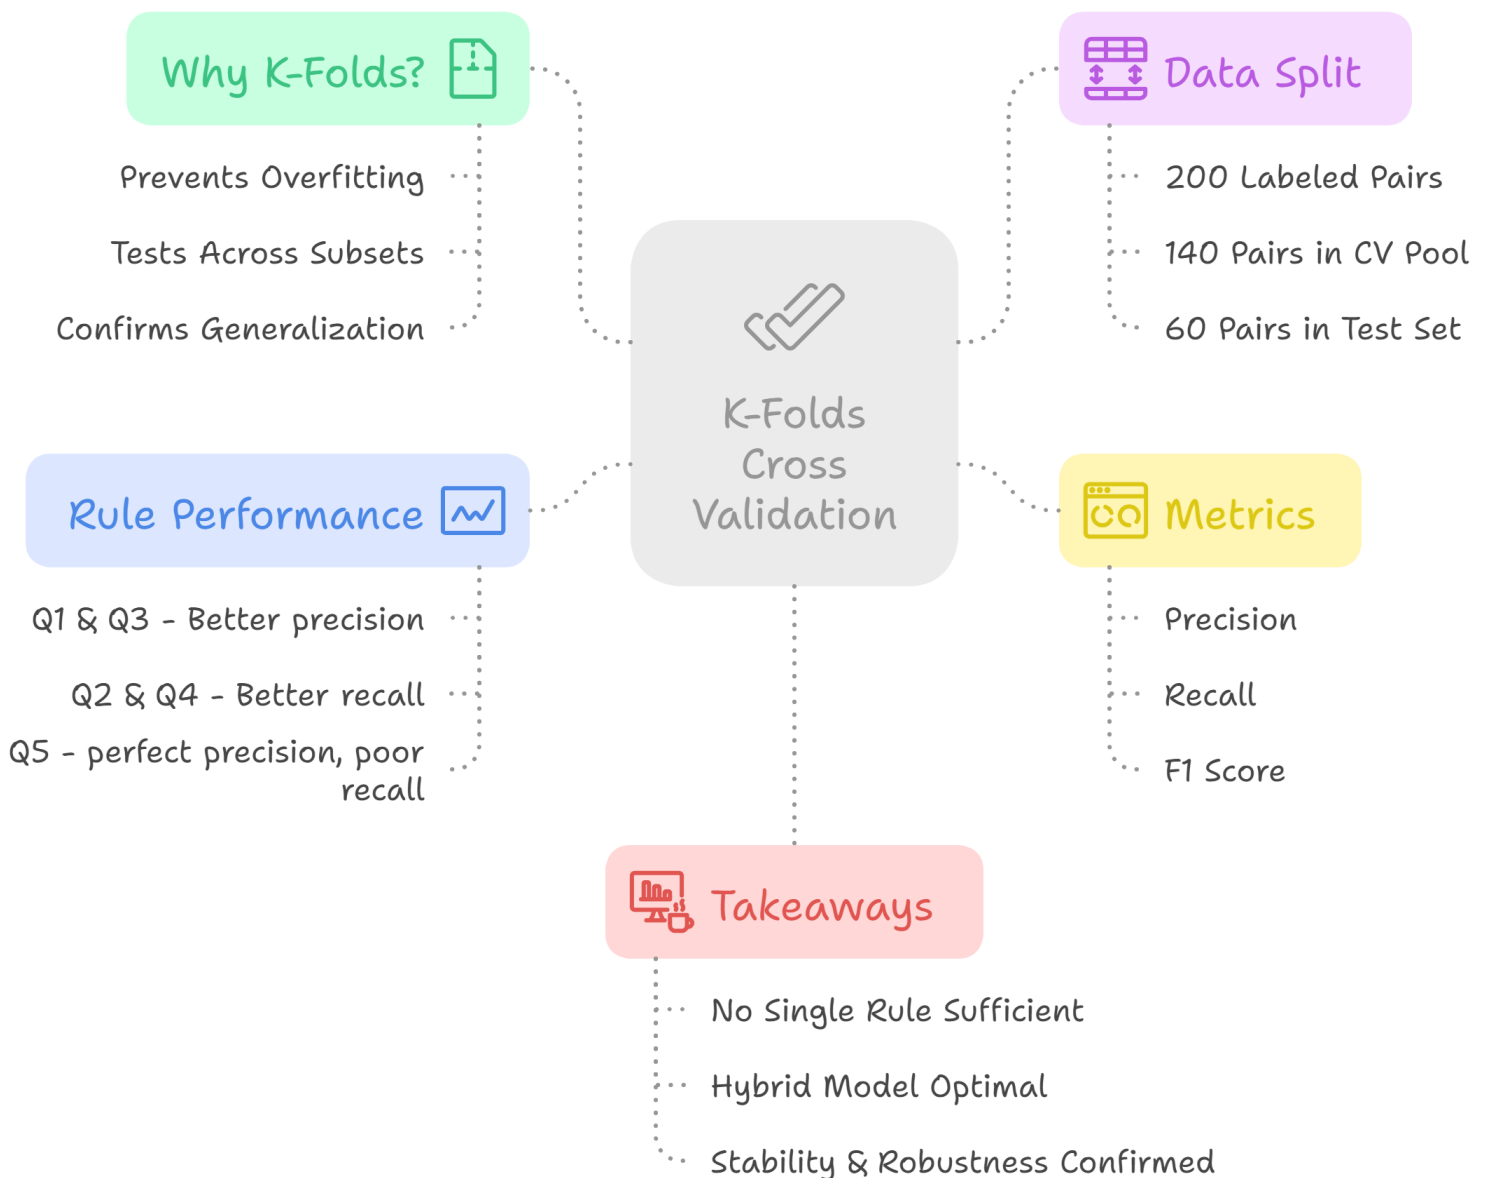 Why K-Folds?
Prevents Overfitting
Tests Across Subsets
Confirms Generalization
Data Split
200 Labeled Pairs
140 Pairs in CV Pool
60 Pairs in Test Set
K-Folds
Cross
Validation
Rule Performance
Q1 & Q3 - Better precision
Q2 & Q4 - Better recall
Q5 - perfect precision, poor
recall
Metrics
Precision
Recall
F1 Score
Takeaways
No Single Rule Sufficient
Hybrid Model Optimal
Stability & Robustness Confirmed